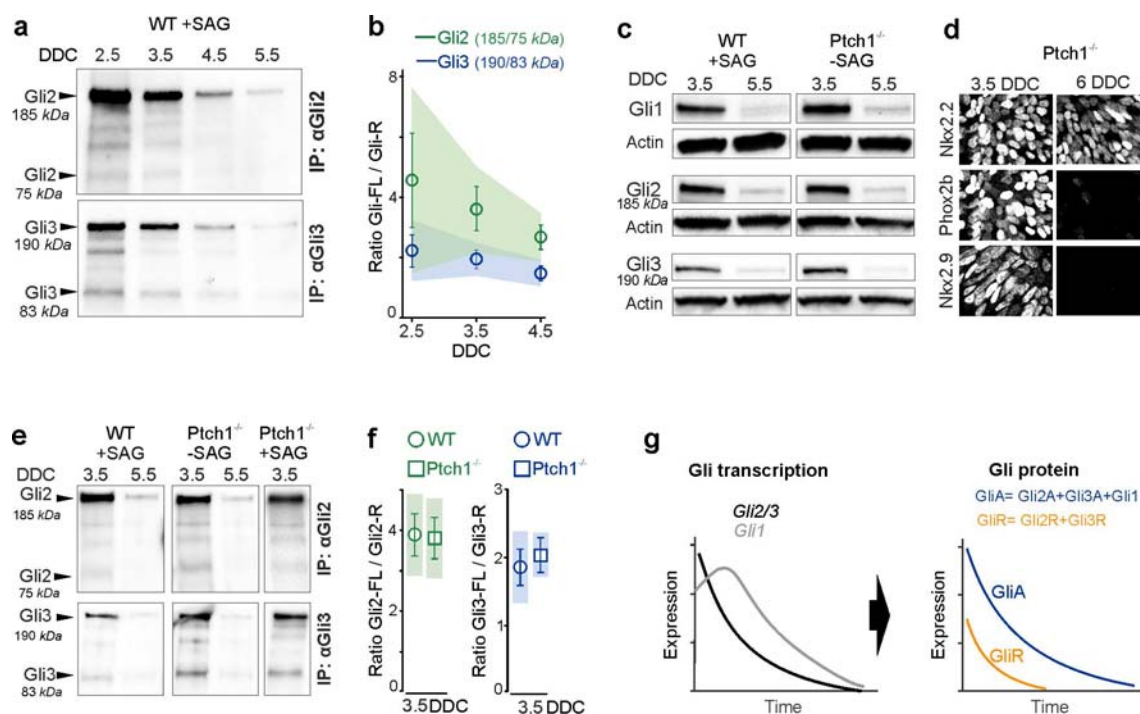 a
WT +SAG
DDC 2.5 3.5 4.5 5.5
Gli2
185 kDa
Gli2
75 kDa
IP: αGli2
Gli3
190 kDa
Gli3
83 kDa
IP: αGli3
b
Gli2 (185/75 kDa)
Gli3 (190/83 kDa)
Ratio Gli-FL / Gli-R
8
4
0
2.5 3.5 4.5
DDC
c
WT
+SAG
Ptch1-/-
-SAG
DDC 3.5 5.5 3.5 5.5
Gli1
Actin
Gli2
185 kDa
Actin
Gli3
190 kDa
Actin
d
Ptch1-/-
3.5 DDC 6 DDC
Nkx2.2
Phox2b
Nkx2.9
e
WT
+SAG
Ptch1-/-
-SAG
Ptch1-/-
+SAG
DDC 3.5 5.5 3.5 5.5 3.5
Gli2
185 kDa
Gli2
75 kDa
IP: αGli2
Gli3
190 kDa
Gli3
83 kDa
IP: αGli3
f
WT
Ptch1-/-
Ratio Gli2-FL / Gli2-R
4
2
0
3.5 DDC
WT
Ptch1-/-
Ratio Gli3-FL / Gli3-R
3
2
1
0
3.5 DDC
g
Gli transcription
Gli2/3
Gli1
Expression
Time
Gli protein
GliA= Gli2A+Gli3A+Gli1
GliR= Gli2R+Gli3R
GliA
GliR
Expression
Time